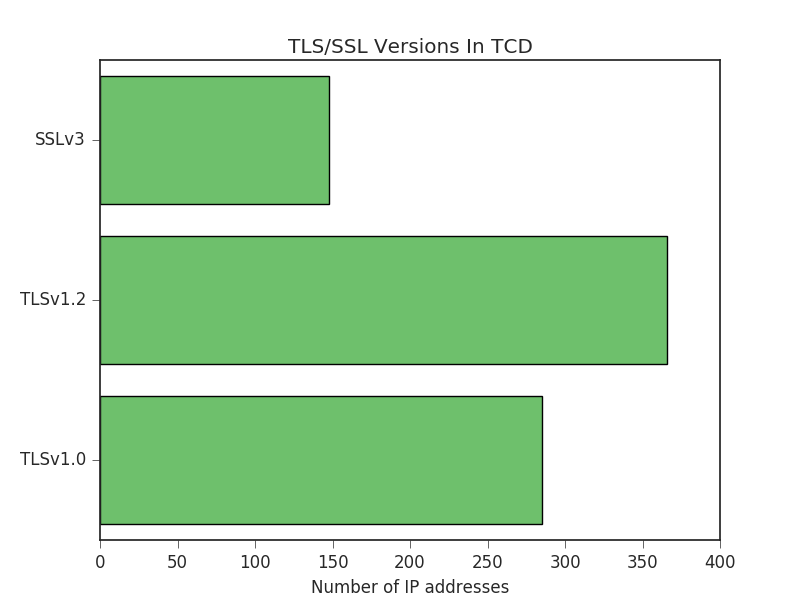 TLS/SSL Versions In TCD
SSLv3
TLSv1.2
TLSv1.0
0 50 100 150 200 250 300 350 400
Number of IP addresses